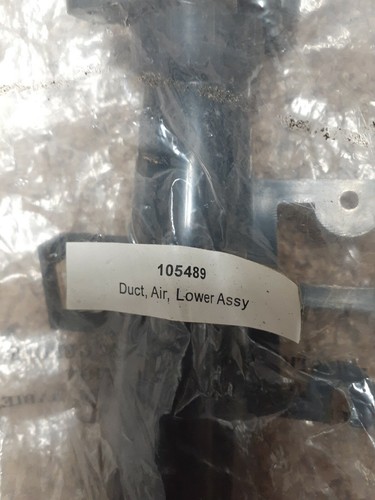 105489
Duct, Air, Lower Assy